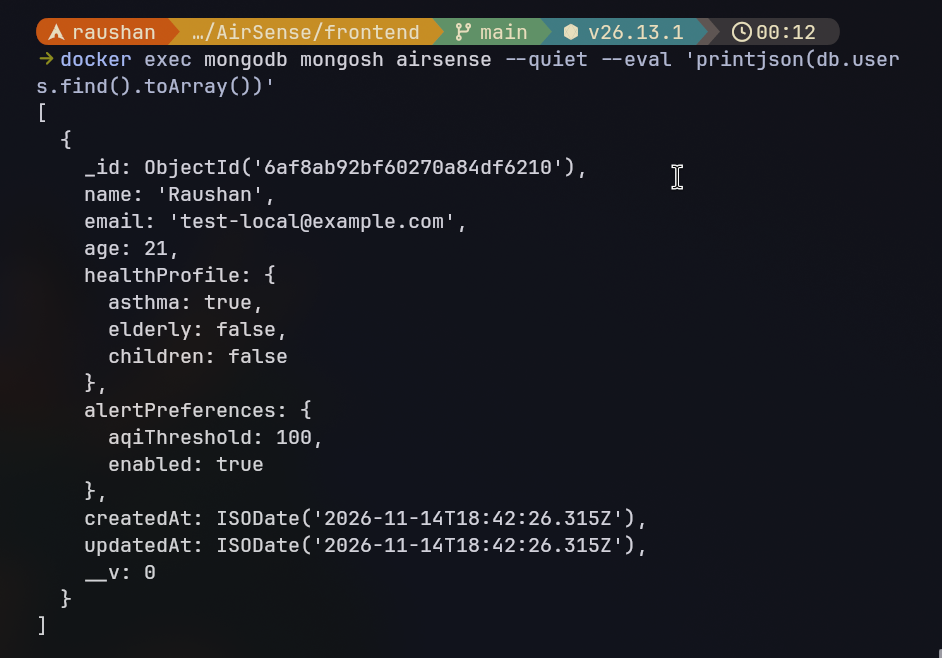 raushan …/AirSense/frontend main v26.13.1 00:12
→ docker exec mongodb mongosh airsense --quiet --eval 'printjson(db.user
s.find().toArray())'
[
  {
    _id: ObjectId('6af8ab92bf60270a84df6210'),
    name: 'Raushan',
    email: 'test-local@example.com',
    age: 21,
    healthProfile: {
      asthma: true,
      elderly: false,
      children: false
    },
    alertPreferences: {
      aqiThreshold: 100,
      enabled: true
    },
    createdAt: ISODate('2026-11-14T18:42:26.315Z'),
    updatedAt: ISODate('2026-11-14T18:42:26.315Z'),
    __v: 0
  }
]